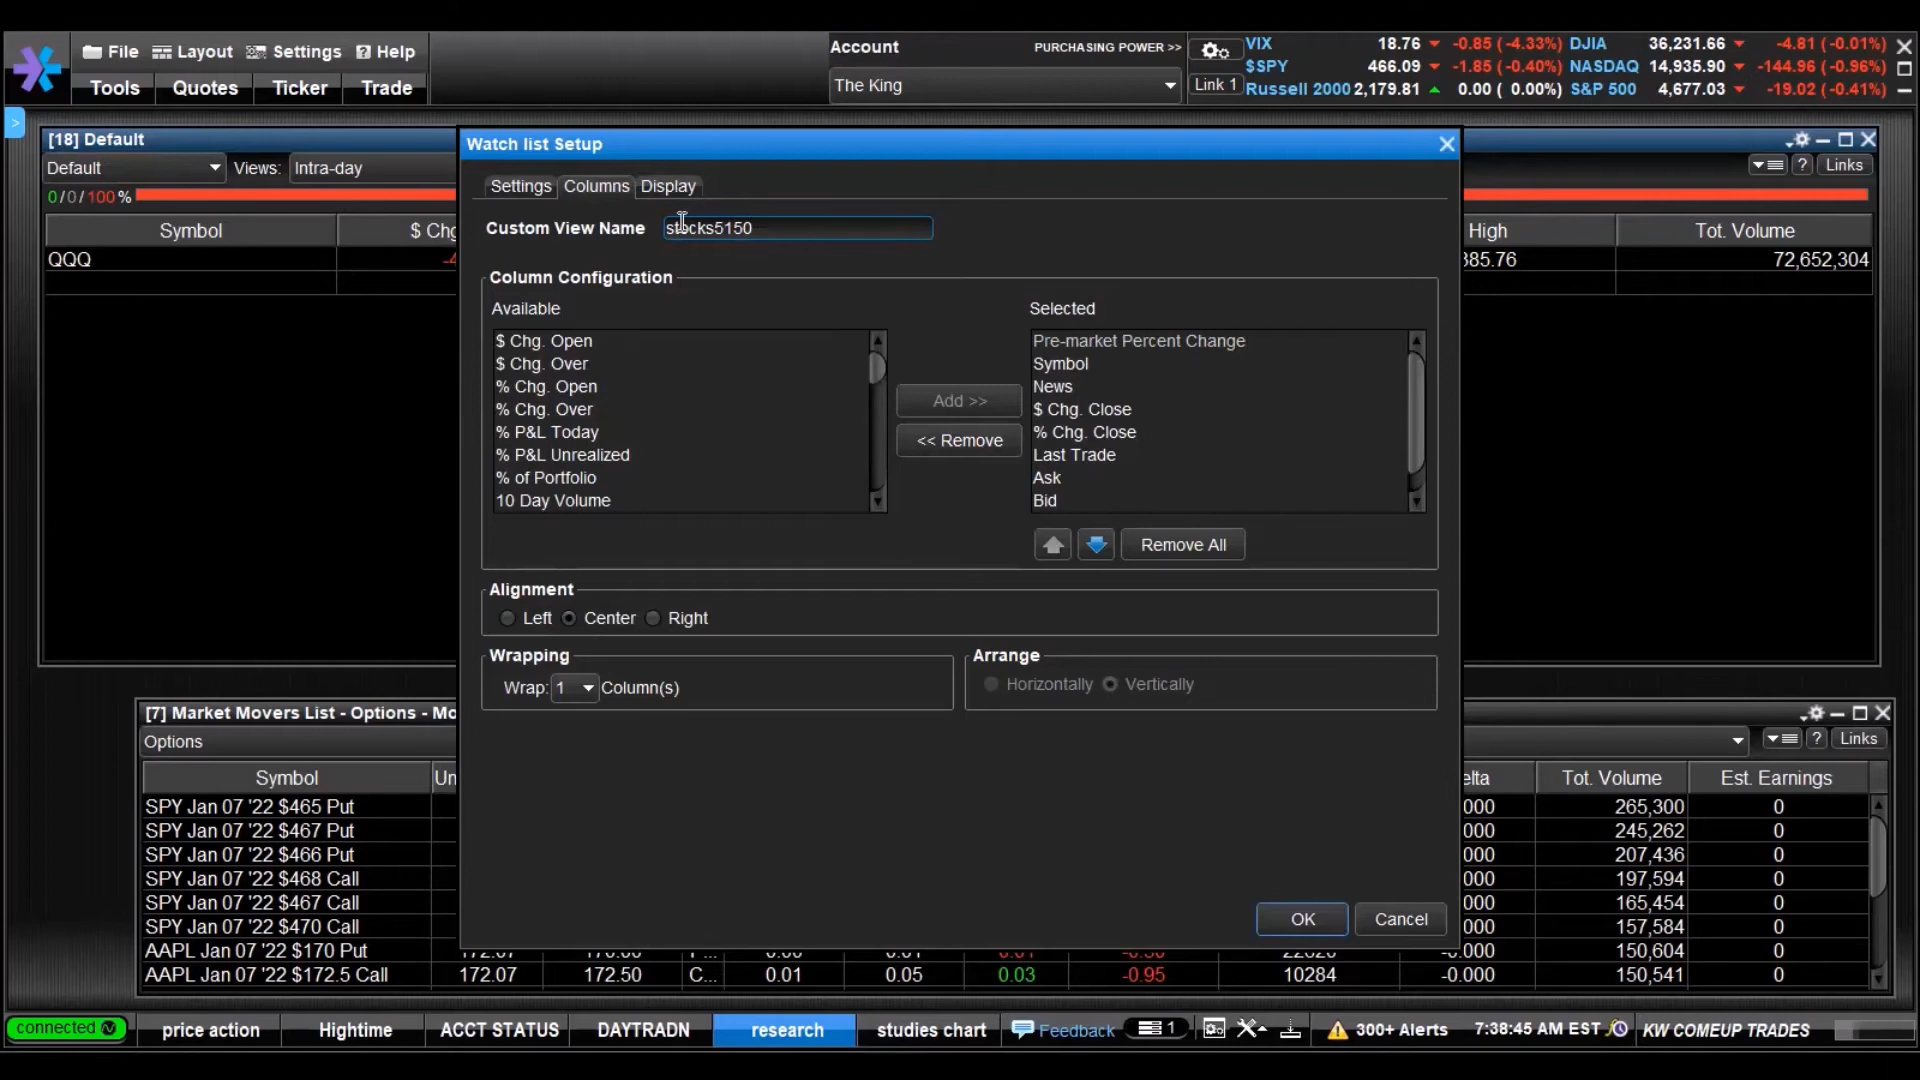 File Layout Settings ? Help
Tools Quotes Ticker Trade
Account PURCHASING POWER >>
The King
Link 1
VIX 18.76 -0.85 (-4.33%) DJIA 36,231.66 -4.81 (-0.01%)
$SPY 466.09 -1.85 (-0.40%) NASDAQ 14,935.90 -144.96 (-0.96%)
Russell 2000 2,179.81 0.00 ( 0.00%) S&P 500 4,677.03 -19.02 (-0.41%)
>
[18] Default
Default Views: Intra-day
? Links
0/0/100 %
Symbol $ Chg High Tot. Volume
QQQ -4 385.76 72,652,304
Watch list Setup
Settings Columns Display
Custom View Name stocks5150
Column Configuration
Available
$ Chg. Open
$ Chg. Over
% Chg. Open
% Chg. Over
% P&L Today
% P&L Unrealized
% of Portfolio
10 Day Volume
Add >>
<< Remove
Selected
Pre-market Percent Change
Symbol
News
$ Chg. Close
% Chg. Close
Last Trade
Ask
Bid
Remove All
Alignment
Left Center Right
Wrapping
Wrap: 1 Column(s)
Arrange
Horizontally Vertically
OK Cancel
[7] Market Movers List - Options - Mo
Options
? Links
Symbol Un elta Tot. Volume Est. Earnings
SPY Jan 07 '22 $465 Put 000 265,300 0
SPY Jan 07 '22 $467 Put 000 245,262 0
SPY Jan 07 '22 $466 Put 000 207,436 0
SPY Jan 07 '22 $468 Call 000 197,594 0
SPY Jan 07 '22 $467 Call 000 165,454 0
SPY Jan 07 '22 $470 Call 000 157,584 0
AAPL Jan 07 '22 $170 Put -0.000 150,604 0
AAPL Jan 07 '22 $172.5 Call 172.07 172.50 C... 0.01 0.05 0.03 -0.95 10284 -0.000 150,541 0
connected price action Hightime ACCT STATUS DAYTRADN research studies chart Feedback 1 300+ Alerts 7:38:45 AM EST KW COMEUP TRADES